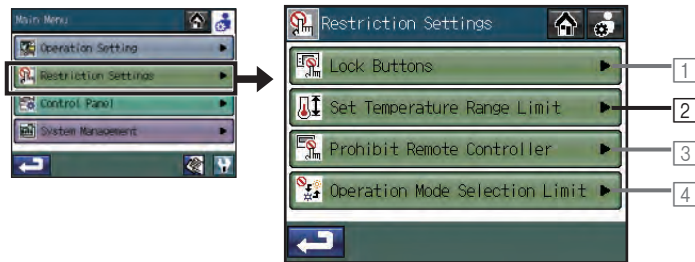 Main Menu
Operation Setting
Restriction Settings
Control Panel
System Management
Restriction Settings
Lock Buttons
1
Set Temperature Range Limit
2
Prohibit Remote Controller
3
Operation Mode Selection Limit
4